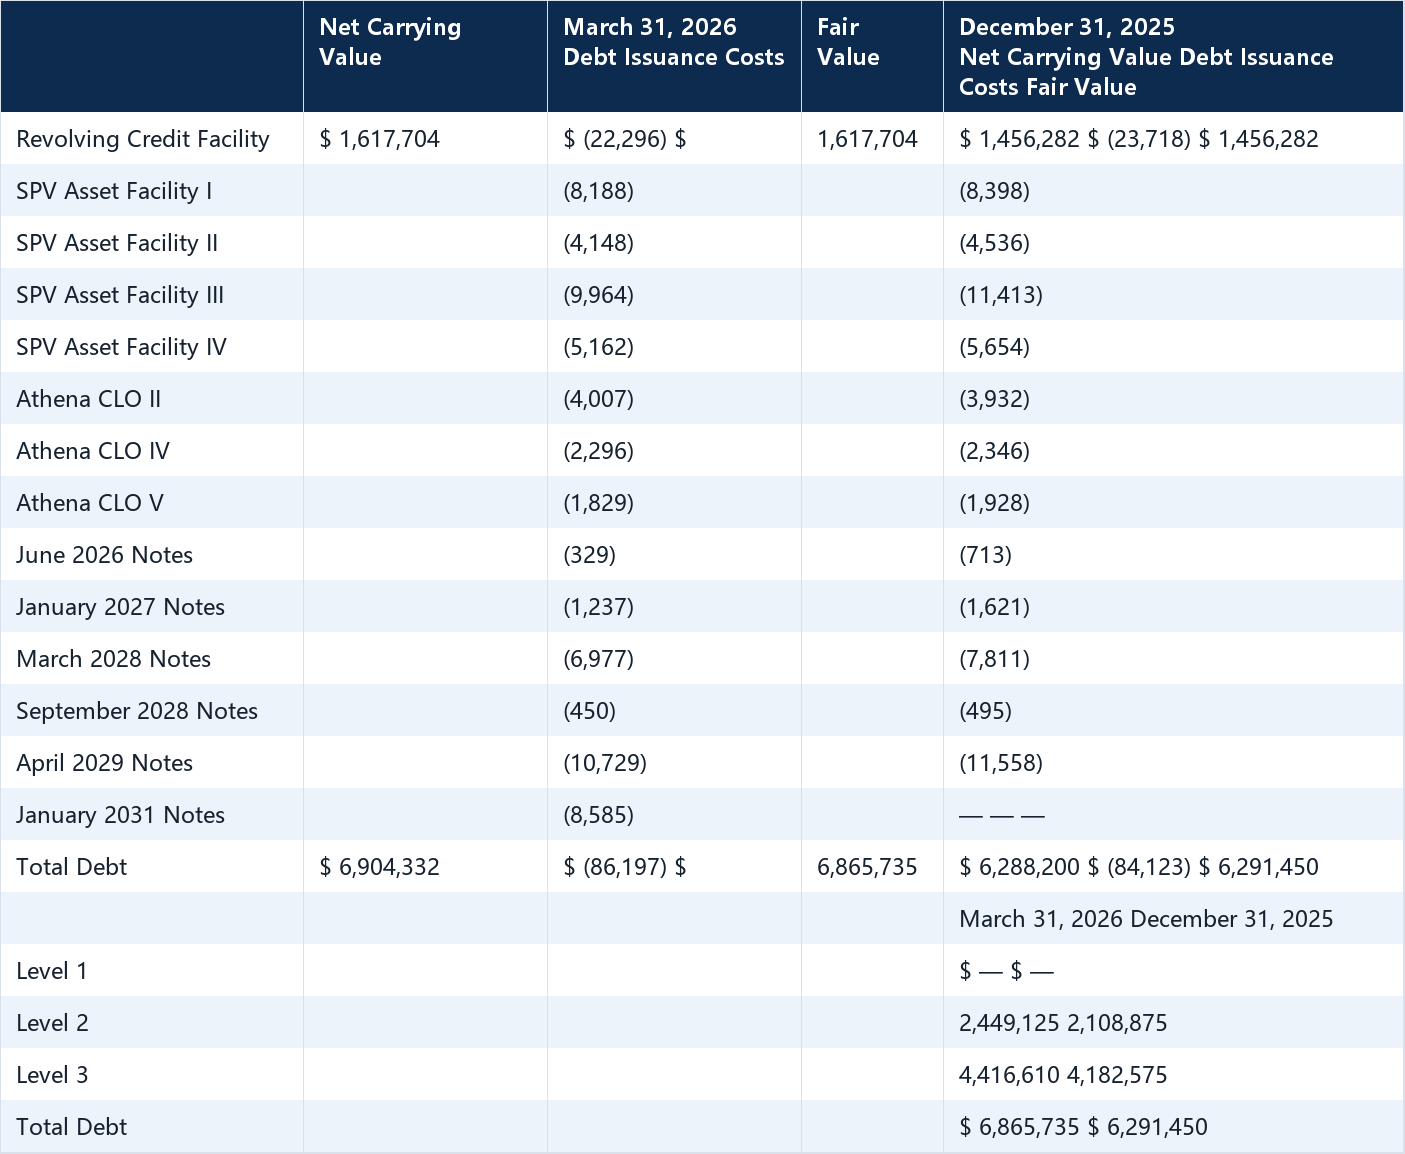 Net Carrying
Value
March 31, 2026
Debt Issuance Costs
Fair
Value
December 31, 2025
Net Carrying Value Debt Issuance
Costs Fair Value
Revolving Credit Facility $ 1,617,704 $ (22,296) $ 1,617,704 $ 1,456,282 $ (23,718) $ 1,456,282
SPV Asset Facility I (8,188) (8,398)
SPV Asset Facility II (4,148) (4,536)
SPV Asset Facility III (9,964) (11,413)
SPV Asset Facility IV (5,162) (5,654)
Athena CLO II (4,007) (3,932)
Athena CLO IV (2,296) (2,346)
Athena CLO V (1,829) (1,928)
June 2026 Notes (329) (713)
January 2027 Notes (1,237) (1,621)
March 2028 Notes (6,977) (7,811)
September 2028 Notes (450) (495)
April 2029 Notes (10,729) (11,558)
January 2031 Notes (8,585) — — —
Total Debt $ 6,904,332 $ (86,197) $ 6,865,735 $ 6,288,200 $ (84,123) $ 6,291,450
March 31, 2026 December 31, 2025
Level 1 $ — $ —
Level 2 2,449,125 2,108,875
Level 3 4,416,610 4,182,575
Total Debt $ 6,865,735 $ 6,291,450